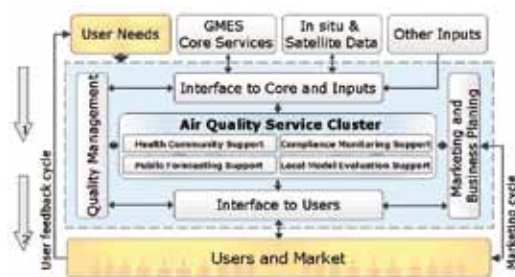 User Needs
GMES
Core Services
In situ &
Satellite Data
Other Inputs
Interface to Core and Inputs
Air Quality Service Cluster
Health Community Support
Compliance Monitoring Support
Public Forecasting Support
Local Model Evaluation Support
Interface to Users
Quality Management
Marketing and
Business Planing
1
2
User feedback cycle
Marketing cycle
Users and Market